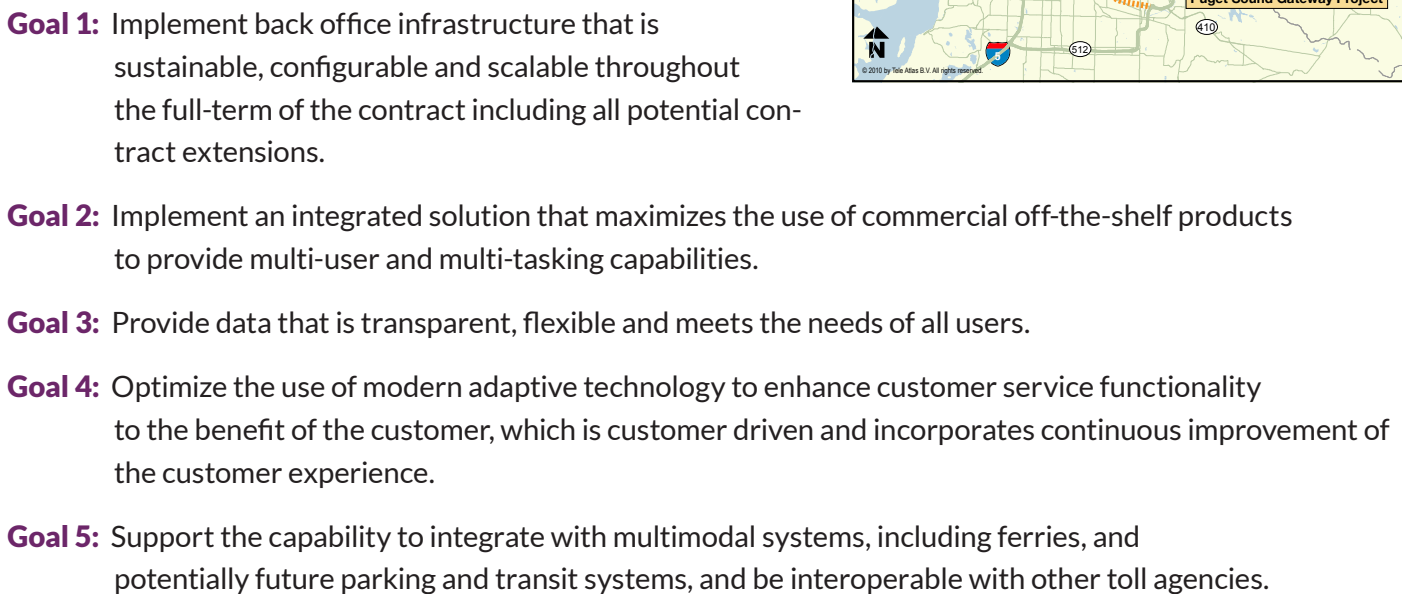 Goal 1: Implement back office infrastructure that is
sustainable, configurable and scalable throughout
the full-term of the contract including all potential con-
tract extensions.
Puget Sound Gateway Project
410
N
5
512
© 2010 by Tele Atlas B.V. All rights reserved.
Goal 2: Implement an integrated solution that maximizes the use of commercial off-the-shelf products
to provide multi-user and multi-tasking capabilities.
Goal 3: Provide data that is transparent, flexible and meets the needs of all users.
Goal 4: Optimize the use of modern adaptive technology to enhance customer service functionality
to the benefit of the customer, which is customer driven and incorporates continuous improvement of
the customer experience.
Goal 5: Support the capability to integrate with multimodal systems, including ferries, and
potentially future parking and transit systems, and be interoperable with other toll agencies.